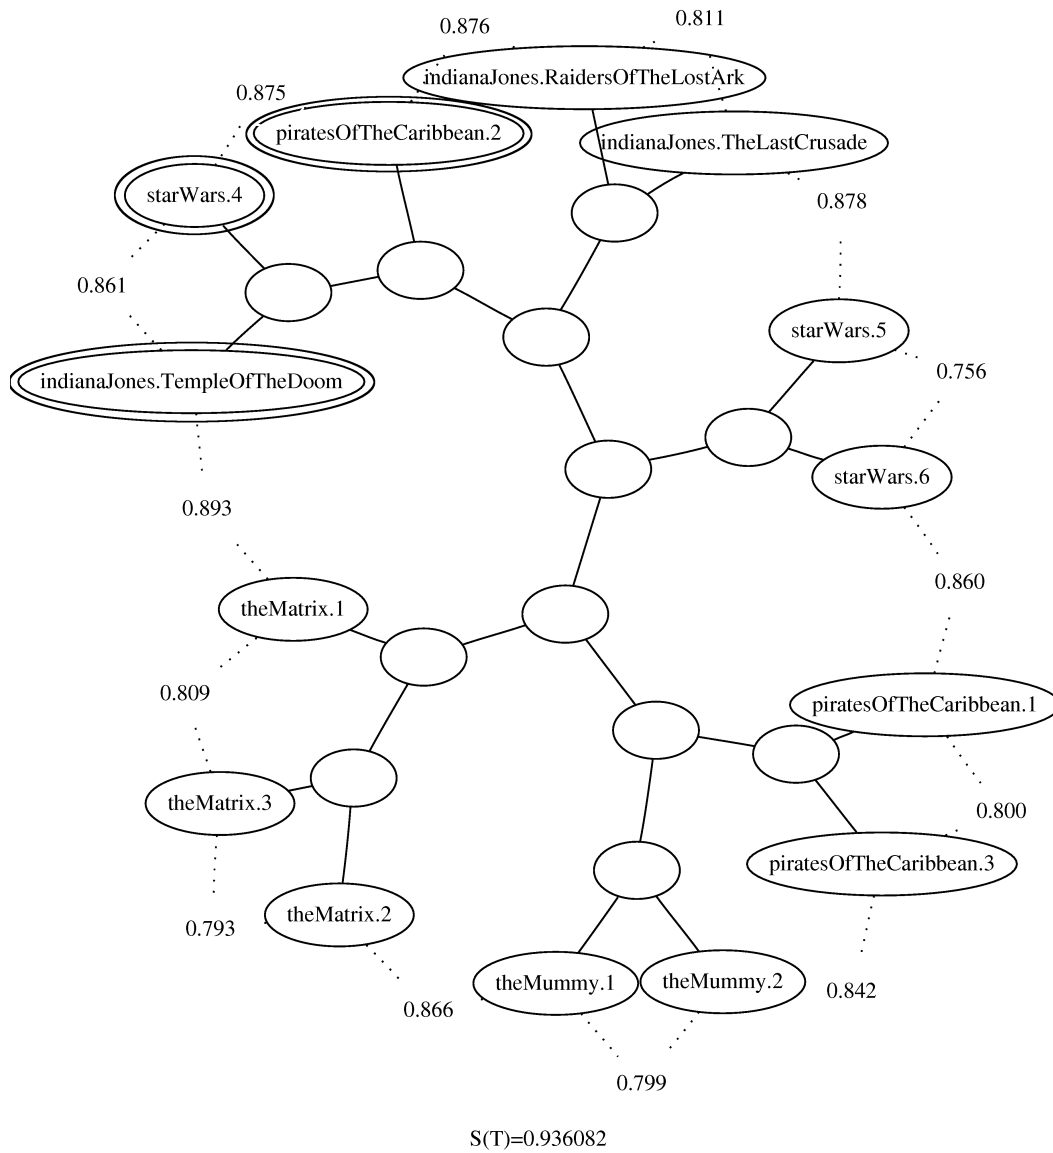 0.811
0.876
indianaJones.RaidersOfTheLostArk
0.875
piratesOfTheCaribbean.2
indianaJones.TheLastCrusade
starWars.4
0.878
0.861
starWars.5
0.756
indianaJones.TempleOfTheDoom
starWars.6
0.893
0.860
theMatrix.1
0.809
piratesOfTheCaribbean.1
theMatrix.3
0.800
piratesOfTheCaribbean.3
theMatrix.2
0.793
theMummy.1
theMummy.2
0.842
0.866
0.799
S(T)=0.936082